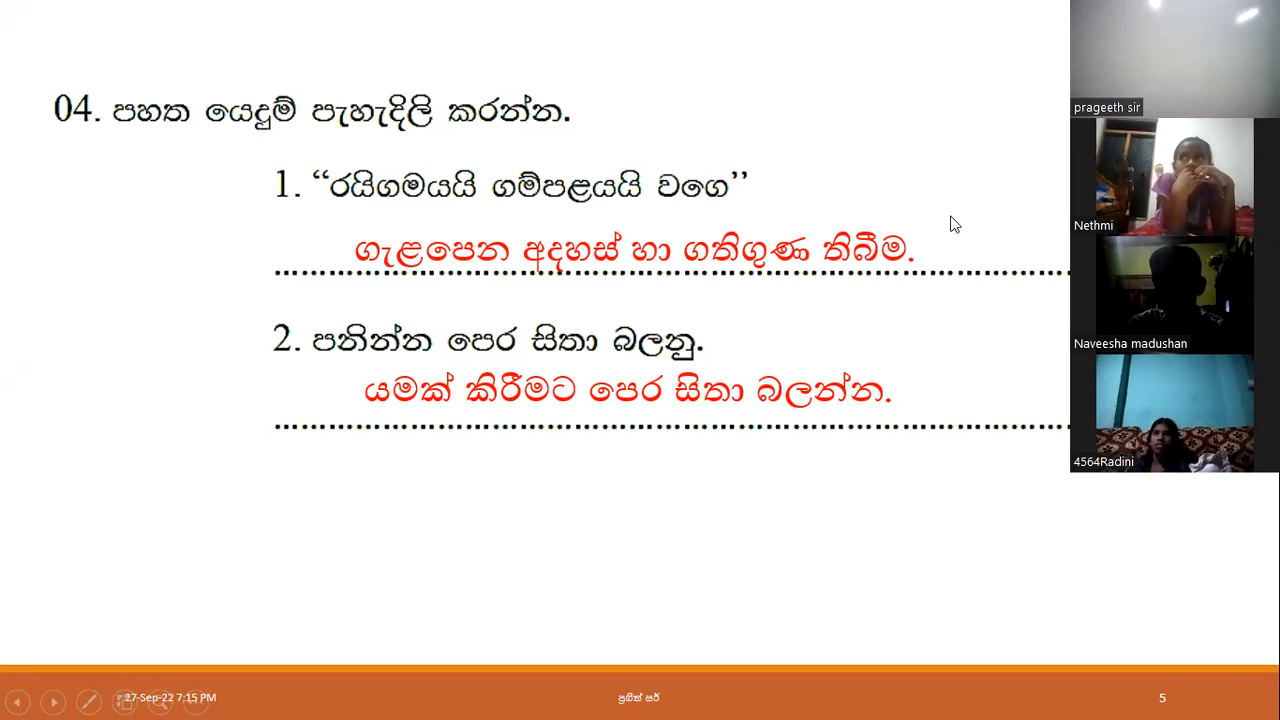 04. පහත යෙදුම් පැහැදිලි කරන්න.
1. “රයිගමයයි ගම්පළයයි වගෙ”
ගැළපෙන අදහස් හා ගතිගුණ තිබීම.
2. පනින්න පෙර සිතා බලනු.
යමක් කිරීමට පෙර සිතා බලන්න.
prageeth sir
Nethmi
Naveesha madushan
4564Radini
27-Sep-22 7:15 PM
ප්‍රගීත් සර්
5